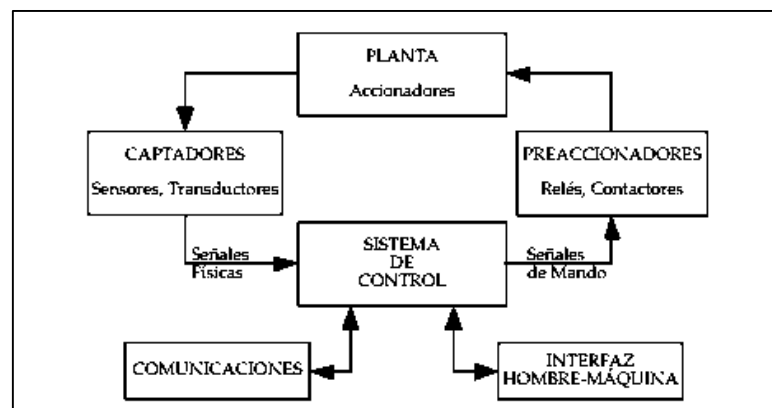 PLANTA
Accionadores
CAPTADORES
Sensores, Transductores
PREACCIONADORES
Relés, Contactores
Señales
Físicas
SISTEMA
DE
CONTROL
Señales
de Mando
COMUNICACIONES
INTERFAZ
HOMBRE-MÁQUINA